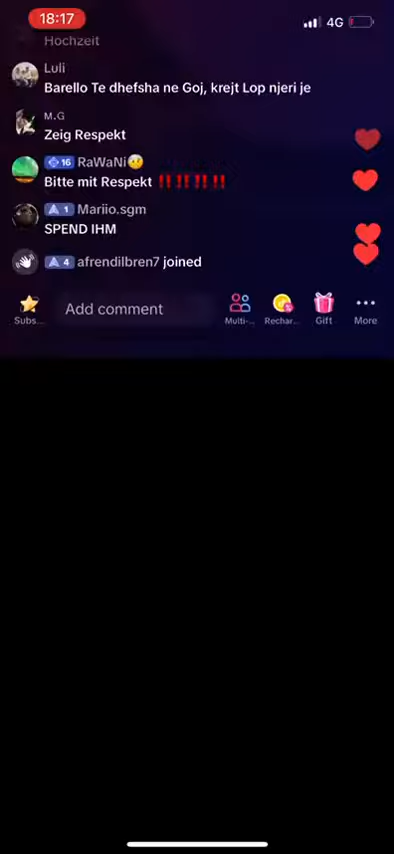 18:17
4G
Hochzeit
Luli
Barello Te dhefsha ne Goj, krejt Lop njeri je
M.G
Zeig Respekt
16 RaWaNi🤕
Bitte mit Respekt ‼️‼️‼️‼️
1 Mariio.sgm
SPEND IHM
4 afrendilbren7 joined
Add comment
Subs... Multi-... Rechar... Gift More